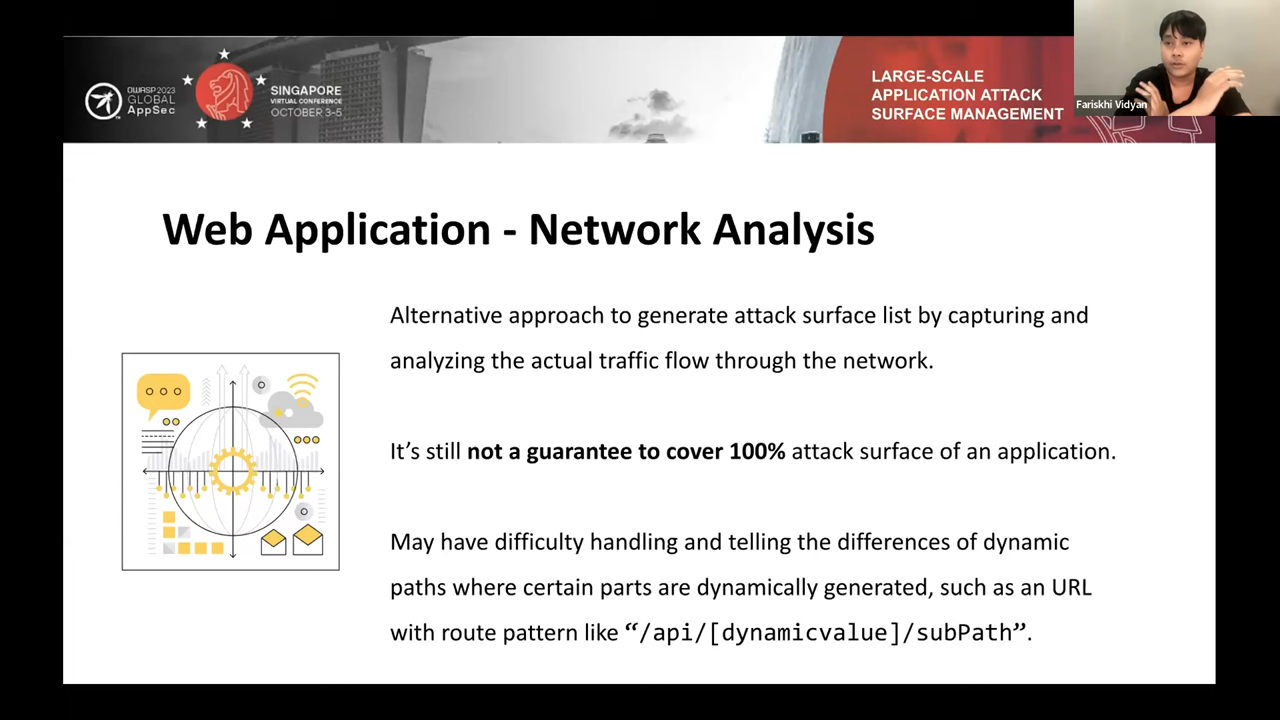 OWASP 2023
GLOBAL
AppSec
SINGAPORE
VIRTUAL CONFERENCE
OCTOBER 3-5
LARGE-SCALE
APPLICATION ATTACK
SURFACE MANAGEMENT
Fariskhi Vidyan
Web Application - Network Analysis
Alternative approach to generate attack surface list by capturing and
analyzing the actual traffic flow through the network.
It’s still not a guarantee to cover 100% attack surface of an application.
May have difficulty handling and telling the differences of dynamic
paths where certain parts are dynamically generated, such as an URL
with route pattern like “/api/[dynamicvalue]/subPath”.